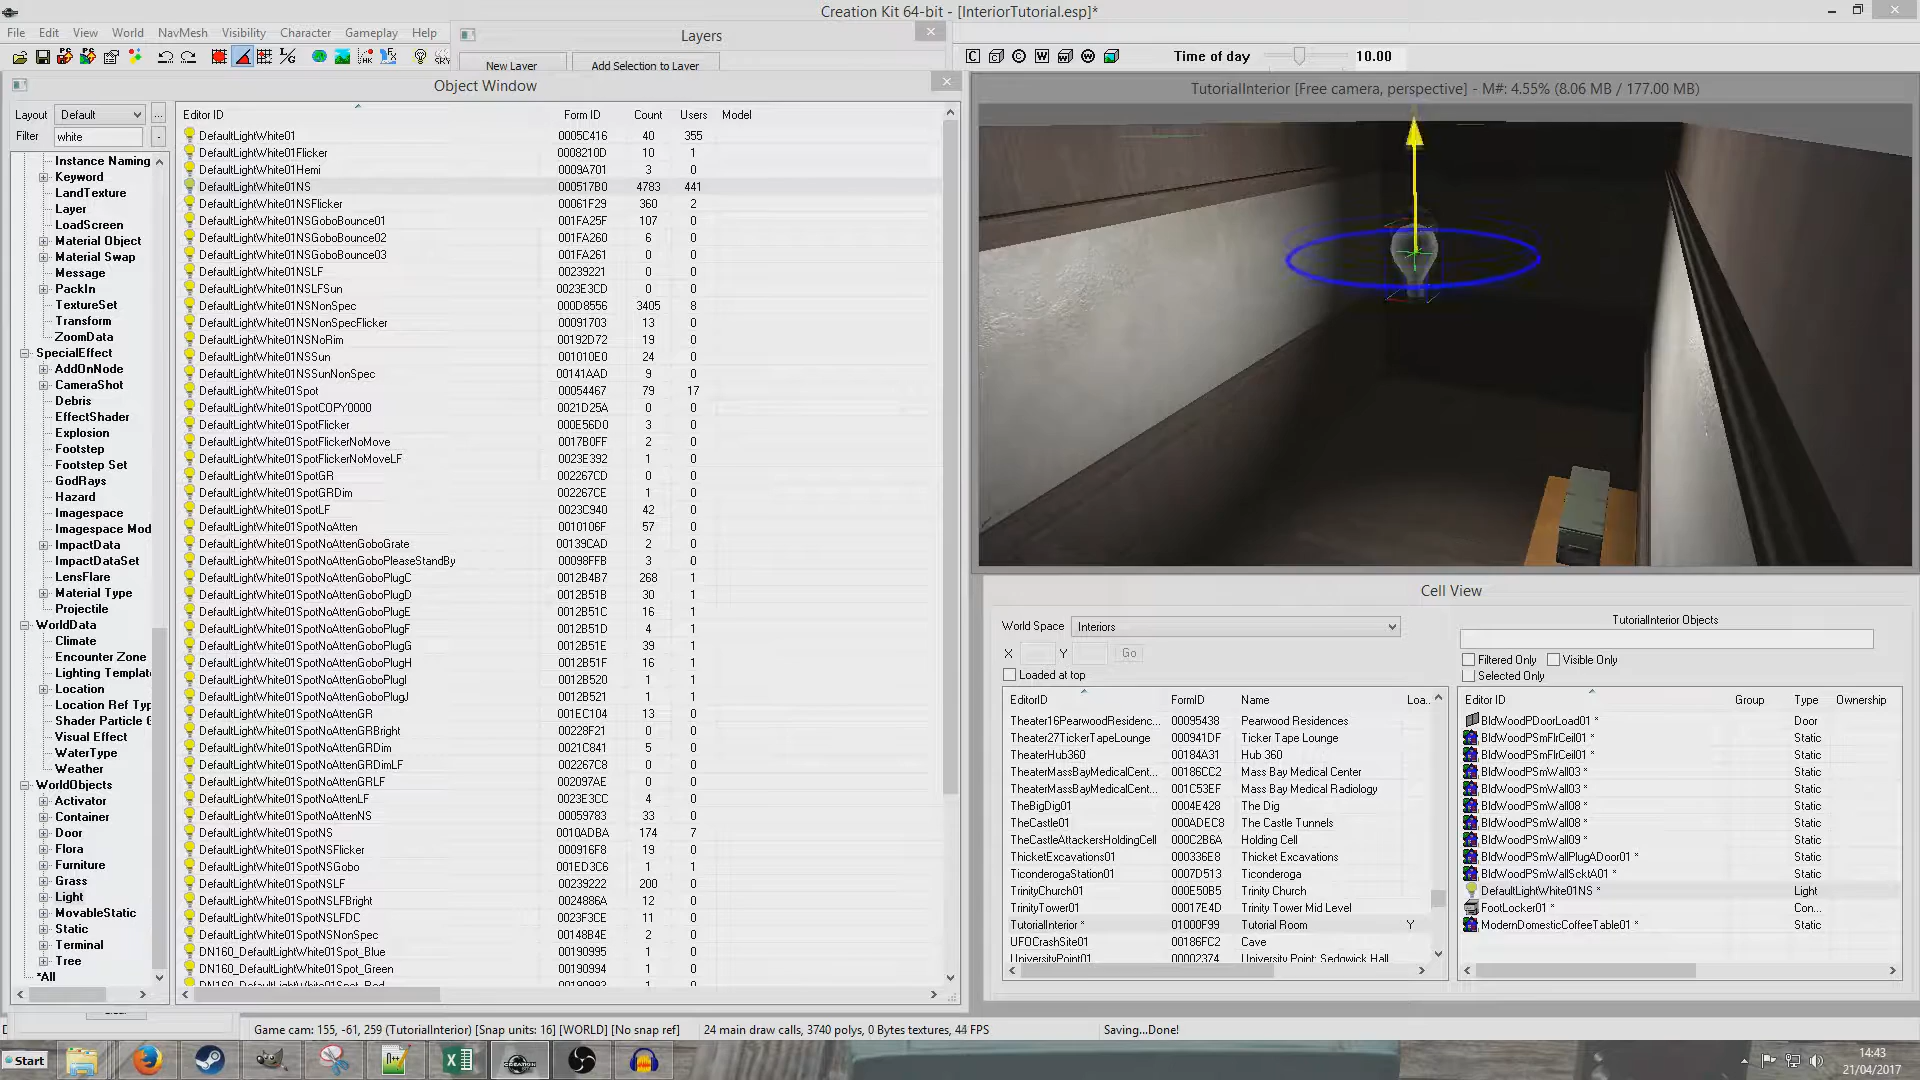 Creation Kit 64-bit - [InteriorTutorial.esp]*
File Edit View World NavMesh Visibility Character Gameplay Help
Layers
New Layer Add Selection to Layer
Time of day 10.00
Object Window
Layout Default ...
Filter white -
Instance Naming
Keyword
LandTexture
Layer
LoadScreen
Material Object
Material Swap
Message
PackIn
TextureSet
Transform
ZoomData
SpecialEffect
AddOnNode
CameraShot
Debris
EffectShader
Explosion
Footstep
Footstep Set
GodRays
Hazard
Imagespace
Imagespace Mod
ImpactData
ImpactDataSet
LensFlare
Material Type
Projectile
WorldData
Climate
Encounter Zone
Lighting Template
Location
Location Ref Typ
Shader Particle G
Visual Effect
WaterType
Weather
WorldObjects
Activator
Container
Door
Flora
Furniture
Grass
Light
MovableStatic
Static
Terminal
Tree
*All
Editor ID Form ID Count Users Model
DefaultLightWhite01 0005C416 40 355
DefaultLightWhite01Flicker 0008210D 10 1
DefaultLightWhite01Hemi 0009A701 3 0
DefaultLightWhite01NS 000517B0 4783 441
DefaultLightWhite01NSFlicker 00061F29 360 2
DefaultLightWhite01NSGoboBounce01 001FA25F 107 0
DefaultLightWhite01NSGoboBounce02 001FA260 6 0
DefaultLightWhite01NSGoboBounce03 001FA261 0 0
DefaultLightWhite01NSLF 00239221 0 0
DefaultLightWhite01NSLFSun 0023E3CD 0 0
DefaultLightWhite01NSNonSpec 000D8556 3405 8
DefaultLightWhite01NSNonSpecFlicker 00091703 13 0
DefaultLightWhite01NSNoRim 00192D72 19 0
DefaultLightWhite01NSSun 001010E0 24 0
DefaultLightWhite01NSSunNonSpec 00141AAD 9 0
DefaultLightWhite01Spot 00054467 79 17
DefaultLightWhite01SpotCOPY0000 0021D25A 0 0
DefaultLightWhite01SpotFlicker 000E56D0 3 0
DefaultLightWhite01SpotFlickerNoMove 0017B0FF 2 0
DefaultLightWhite01SpotFlickerNoMoveLF 0023E392 1 0
DefaultLightWhite01SpotGR 002267CD 0 0
DefaultLightWhite01SpotGRDim 002267CE 1 0
DefaultLightWhite01SpotLF 0023C940 42 0
DefaultLightWhite01SpotNoAtten 0010106F 57 0
DefaultLightWhite01SpotNoAttenGoboGrate 00139CAD 2 0
DefaultLightWhite01SpotNoAttenGoboPleaseStandBy 00098FFB 3 0
DefaultLightWhite01SpotNoAttenGoboPlugC 0012B4B7 268 1
DefaultLightWhite01SpotNoAttenGoboPlugD 0012B51B 30 1
DefaultLightWhite01SpotNoAttenGoboPlugE 0012B51C 16 1
DefaultLightWhite01SpotNoAttenGoboPlugF 0012B51D 4 1
DefaultLightWhite01SpotNoAttenGoboPlugG 0012B51E 39 1
DefaultLightWhite01SpotNoAttenGoboPlugH 0012B51F 16 1
DefaultLightWhite01SpotNoAttenGoboPlugI 0012B520 1 1
DefaultLightWhite01SpotNoAttenGoboPlugJ 0012B521 1 1
DefaultLightWhite01SpotNoAttenGR 001EC104 13 0
DefaultLightWhite01SpotNoAttenGRBright 00228F21 0 0
DefaultLightWhite01SpotNoAttenGRDim 0021C841 5 0
DefaultLightWhite01SpotNoAttenGRDimLF 002267C8 0 0
DefaultLightWhite01SpotNoAttenGRLF 002097AE 0 0
DefaultLightWhite01SpotNoAttenLF 0023E3CC 4 0
DefaultLightWhite01SpotNoAttenNS 00059783 33 0
DefaultLightWhite01SpotNS 0010ADBA 174 7
DefaultLightWhite01SpotNSFlicker 000916F8 19 0
DefaultLightWhite01SpotNSGobo 001ED3C6 1 1
DefaultLightWhite01SpotNSLF 00239222 200 0
DefaultLightWhite01SpotNSLFBright 0024886A 12 0
DefaultLightWhite01SpotNSLFDC 0023F3CE 11 0
DefaultLightWhite01SpotNSNonSpec 00148B4E 2 0
DN160_DefaultLightWhite01Spot_Blue 00190995 1 0
DN160_DefaultLightWhite01Spot_Green 00190994 1 0
DN160_DefaultLightWhite01Spot_Red 00190993 1 0
TutorialInterior [Free camera, perspective] - M#: 4.55% (8.06 MB / 177.00 MB)
Cell View
World Space Interiors
X Y Go
Loaded at top
EditorID FormID Name Loa...
Theater16PearwoodResidenc... 00095438 Pearwood Residences
Theater27TickerTapeLounge 000941DF Ticker Tape Lounge
TheaterHub360 00184A31 Hub 360
TheaterMassBayMedicalCent... 00186CC2 Mass Bay Medical Center
TheaterMassBayMedicalCent... 001C53EF Mass Bay Medical Radiology
TheBigDig01 0004E428 The Dig
TheCastle01 000ADEC8 The Castle Tunnels
TheCastleAttackersHoldingCell 000C2B6A Holding Cell
ThicketExcavations01 000336E8 Thicket Excavations
TiconderogaStation01 0007D513 Ticonderoga
TrinityChurch01 000E50B5 Trinity Church
TrinityTower01 00017E4D Trinity Tower Mid Level
TutorialInterior * 01000F99 Tutorial Room Y
UFOCrashSite01 00186FC2 Cave
UniversityPoint01 00002374 University Point: Sedgwick Hall
TutorialInterior Objects
Filtered Only Visible Only
Selected Only
Editor ID Group Type Ownership
BldWoodPDoorLoad01 * Door
BldWoodPSmFlrCeil01 * Static
BldWoodPSmFlrCeil01 * Static
BldWoodPSmWall03 * Static
BldWoodPSmWall03 * Static
BldWoodPSmWall08 * Static
BldWoodPSmWall08 * Static
BldWoodPSmWall09 * Static
BldWoodPSmWallPlugADoor01 * Static
BldWoodPSmWallScktA01 * Static
DefaultLightWhite01NS * Light
FootLocker01 * Con...
ModernDomesticCoffeeTable01 * Static
Game cam: 155, -61, 259 (TutorialInterior) [Snap units: 16] [WORLD] [No snap ref] 24 main draw calls, 3740 polys, 0 Bytes textures, 44 FPS Saving...Done!
Start
14:43
21/04/2017